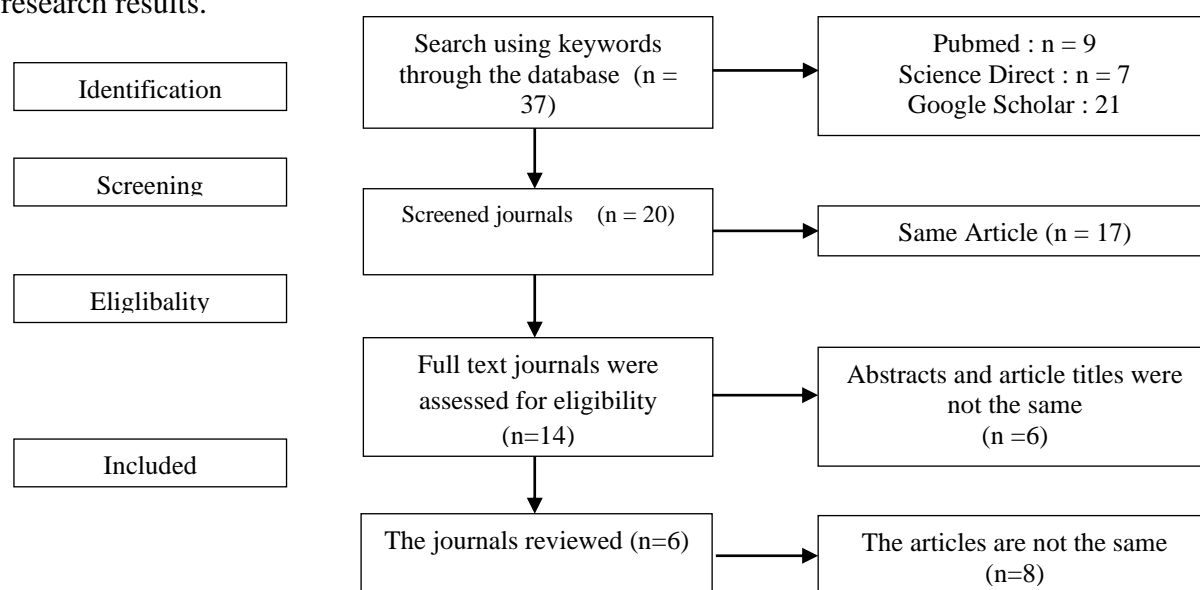 research results.
Identification
Screening
Eliglibality
Included
Search using keywords
through the database (n =
37)
Pubmed : n = 9
Science Direct : n = 7
Google Scholar : 21
Screened journals (n = 20)
Same Article (n = 17)
Full text journals were
assessed for eligibility
(n=14)
Abstracts and article titles were
not the same
(n =6)
The journals reviewed (n=6)
The articles are not the same
(n=8)